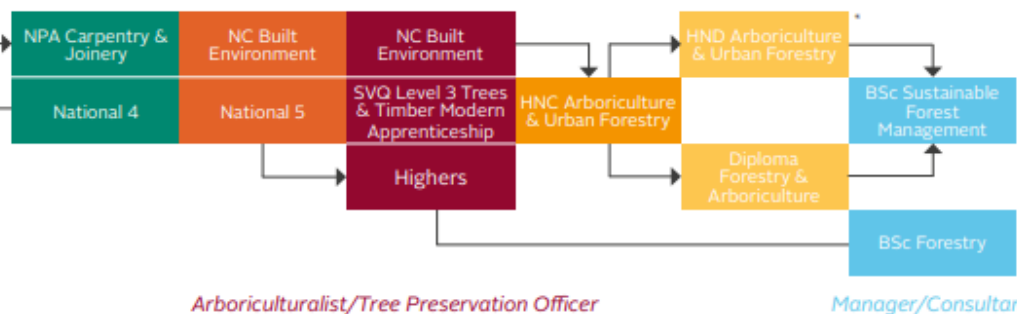 NPA Carpentry &
Joinery
NC Built
Environment
NC Built
Environment
HND Arboriculture
& Urban Forestry
National 4
National 5
SVQ Level 3 Trees
& Timber Modern
Apprenticeship
HNC Arboriculture
& Urban Forestry
BSc Sustainable
Forest
Management
Highers
Diploma
Forestry &
Arboriculture
BSc Forestry
Arboriculturalist/Tree Preservation Officer
Manager/Consultan